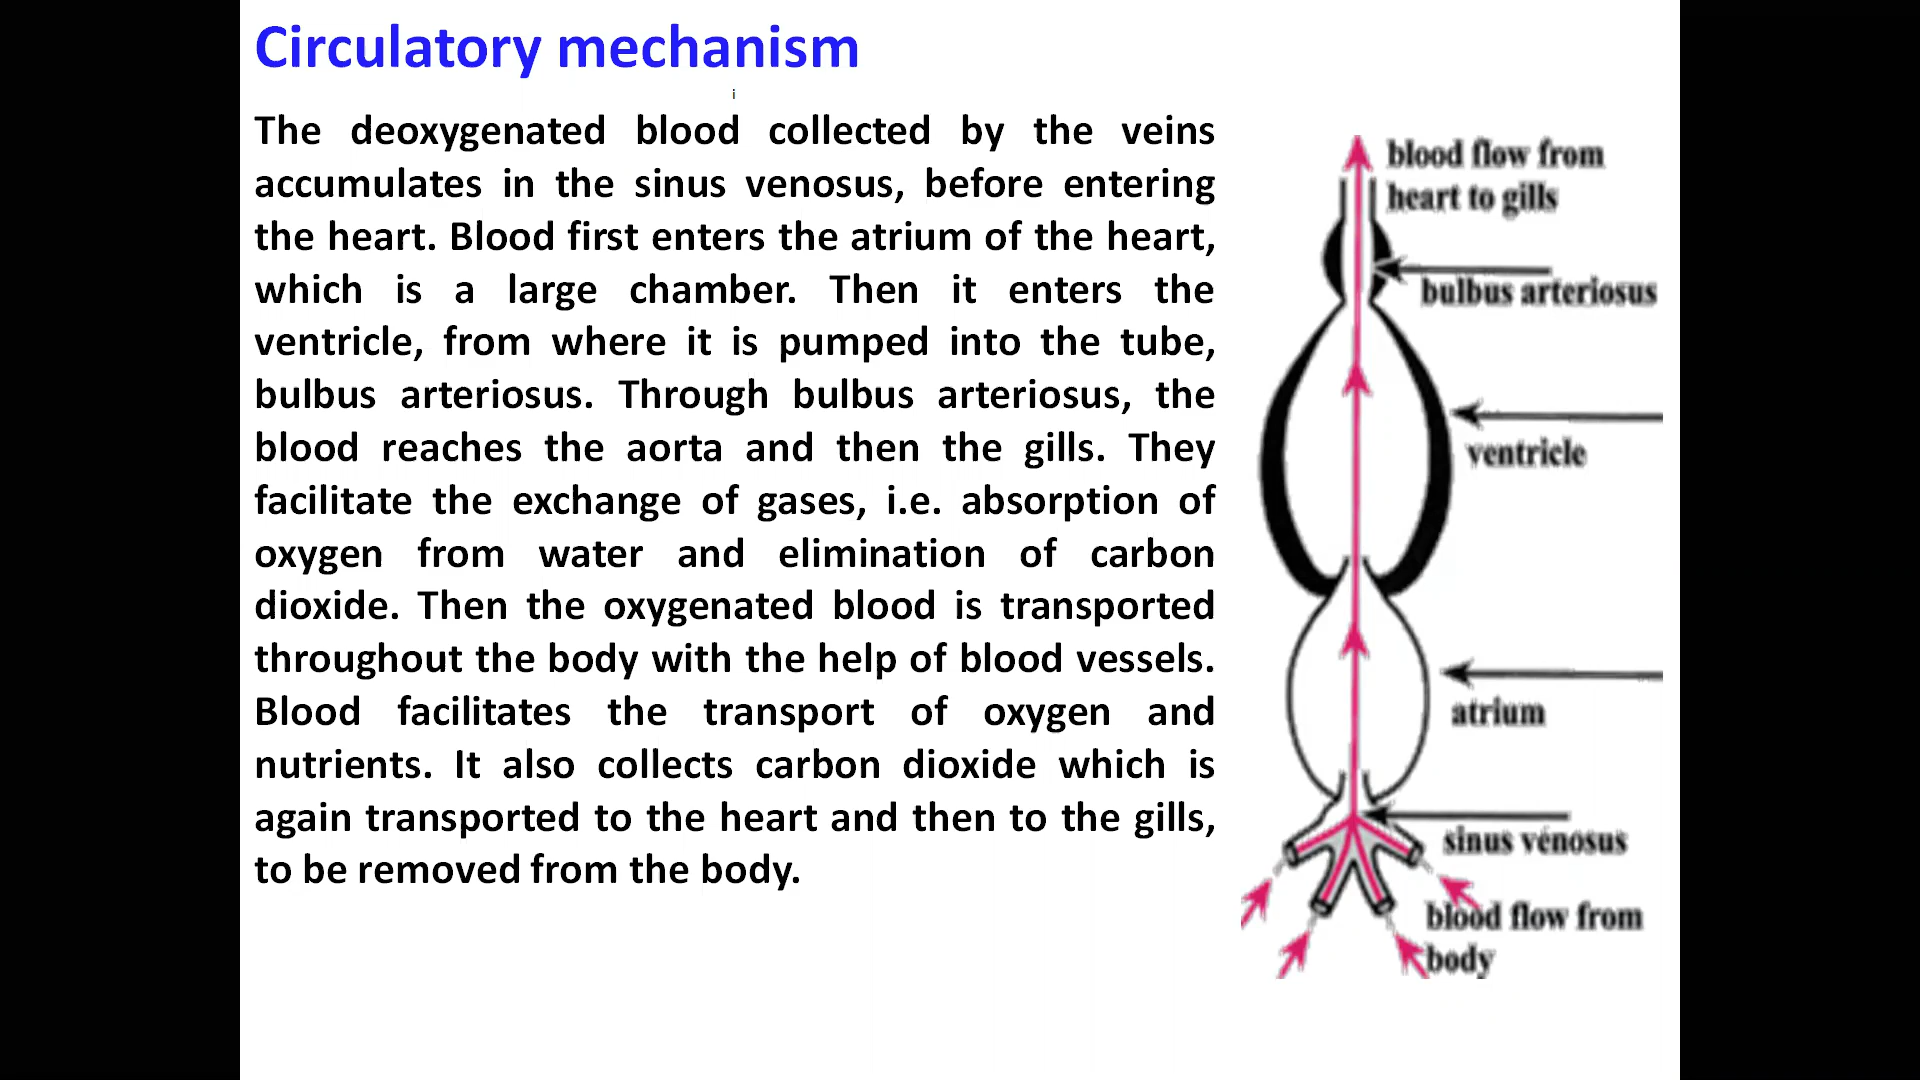 Circulatory mechanism
i
The deoxygenated blood collected by the veins
accumulates in the sinus venosus, before entering
the heart. Blood first enters the atrium of the heart,
which is a large chamber. Then it enters the
ventricle, from where it is pumped into the tube,
bulbus arteriosus. Through bulbus arteriosus, the
blood reaches the aorta and then the gills. They
facilitate the exchange of gases, i.e. absorption of
oxygen from water and elimination of carbon
dioxide. Then the oxygenated blood is transported
throughout the body with the help of blood vessels.
Blood facilitates the transport of oxygen and
nutrients. It also collects carbon dioxide which is
again transported to the heart and then to the gills,
to be removed from the body.
blood flow from
heart to gills
bulbus arteriosus
ventricle
atrium
sinus venosus
blood flow from
body